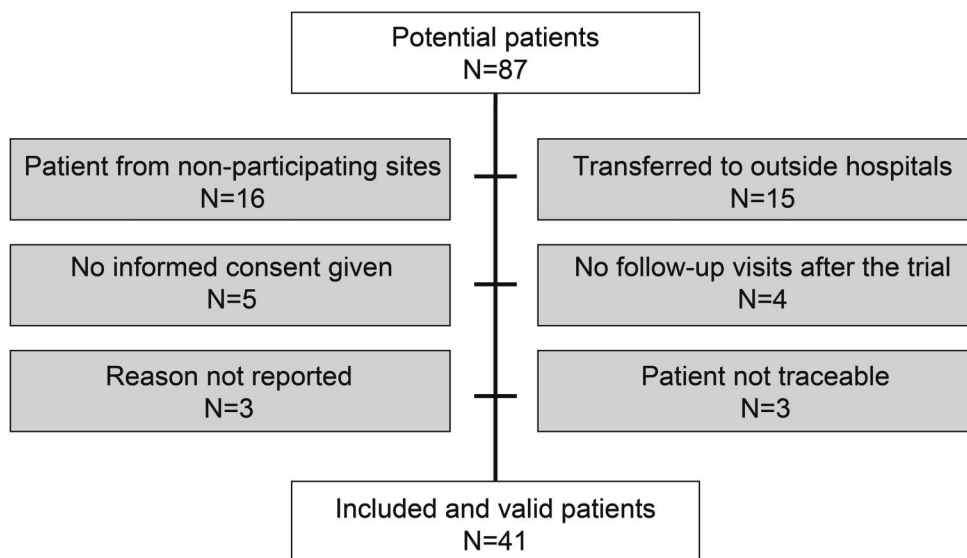 Potential patients
N=87
Patient from non-participating sites
N=16
Transferred to outside hospitals
N=15
No informed consent given
N=5
No follow-up visits after the trial
N=4
Reason not reported
N=3
Patient not traceable
N=3
Included and valid patients
N=41